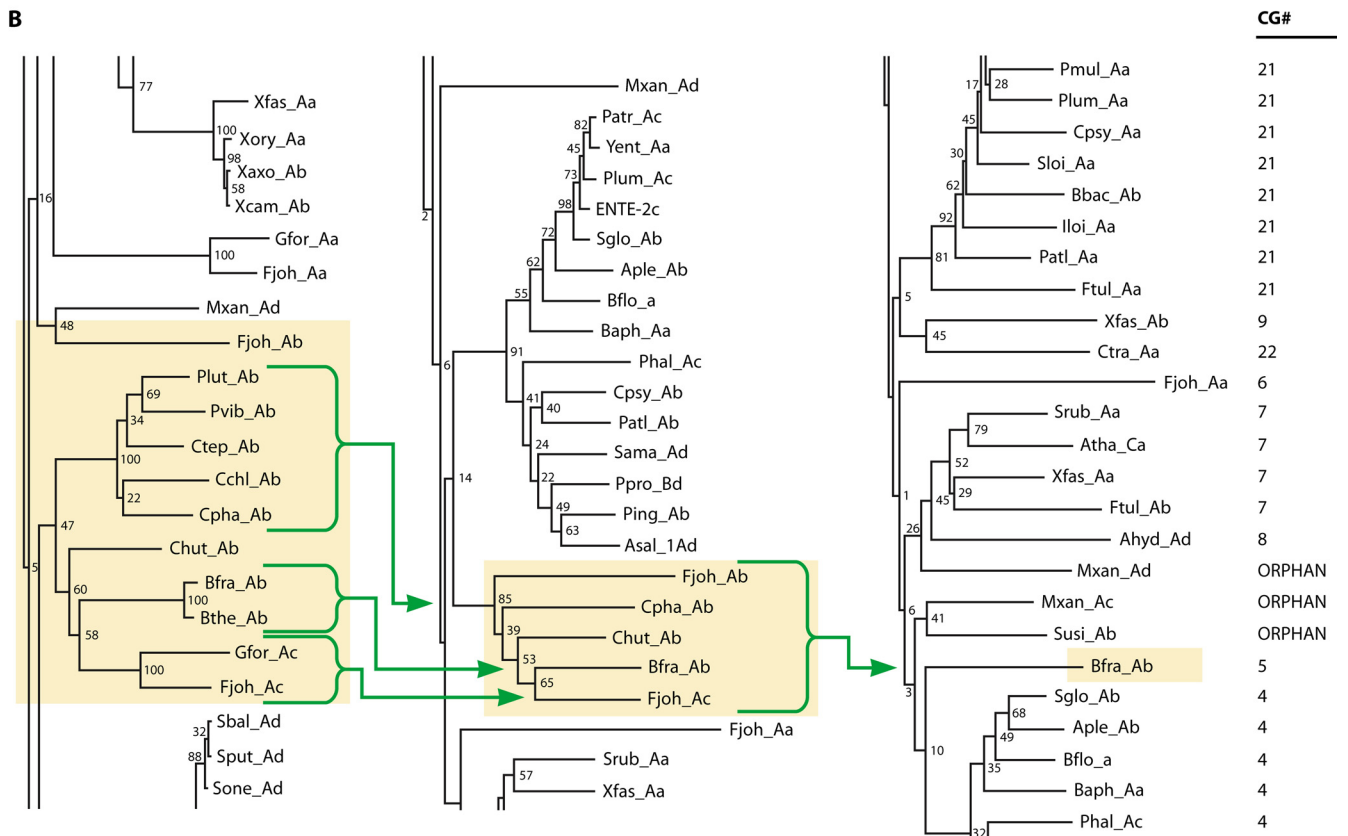 B
CG#
77
Xfas_Aa
100
Xory_Aa
98
Xaxo_Ab
58
Xcam_Ab
16
Gfor_Aa
100
Fjoh_Aa
Mxan_Ad
48
Fjoh_Ab
Plut_Ab
69
Pvib_Ab
34
Ctep_Ab
100
Cchl_Ab
22
Cpha_Ab
47
Chut_Ab
5
60
Bfra_Ab
100
Bthe_Ab
58
Gfor_Ac
100
Fjoh_Ac
Sbal_Ad
32
Sput_Ad
88
Sone_Ad
Mxan_Ad
2
Patr_Ac
82
Yent_Aa
45
Plum_Ac
73
ENTE-2c
98
Sglo_Ab
72
Aple_Ab
62
Bflo_a
55
Baph_Aa
91
6
Phal_Ac
Cpsy_Ab
41
40
Patl_Ab
24
Sama_Ad
22
Ppro_Bd
14
49
Ping_Ab
63
Asal_1Ad
Fjoh_Ab
85
Cpha_Ab
39
Chut_Ab
53
Bfra_Ab
65
Fjoh_Ac
Fjoh_Aa
Srub_Aa
57
Xfas_Aa
Pmul_Aa 21
17
28
Plum_Aa 21
45
Cpsy_Aa 21
30
Sloi_Aa 21
62
Bbac_Ab 21
92
Iloi_Aa 21
81
Patl_Aa 21
Ftul_Aa 21
5
Xfas_Ab 9
45
Ctra_Aa 22
Fjoh_Aa 6
Srub_Aa 7
79
Atha_Ca 7
52
Xfas_Aa 7
29
45
1
Ftul_Ab 7
26
Ahyd_Ad 8
Mxan_Ad ORPHAN
Mxan_Ac ORPHAN
6
41
Susi_Ab ORPHAN
Bfra_Ab 5
3
Sglo_Ab 4
68
Aple_Ab 4
49
10
Bflo_a 4
35
Baph_Aa 4
Phal_Ac 4
32